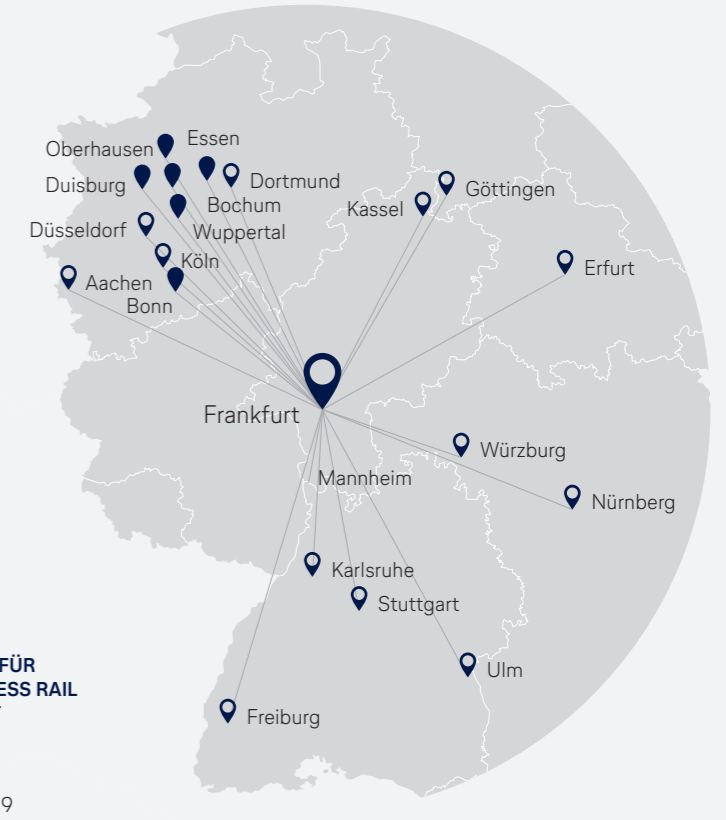 Essen
Oberhausen
Duisburg
Dortmund
Göttingen
Bochum
Kassel
Düsseldorf
Wuppertal
Köln
Erfurt
Aachen
Bonn
Frankfurt
Würzburg
Mannheim
Nürnberg
Karlsruhe
Stuttgart
FÜR
ESS RAIL
Ulm
Freiburg
9